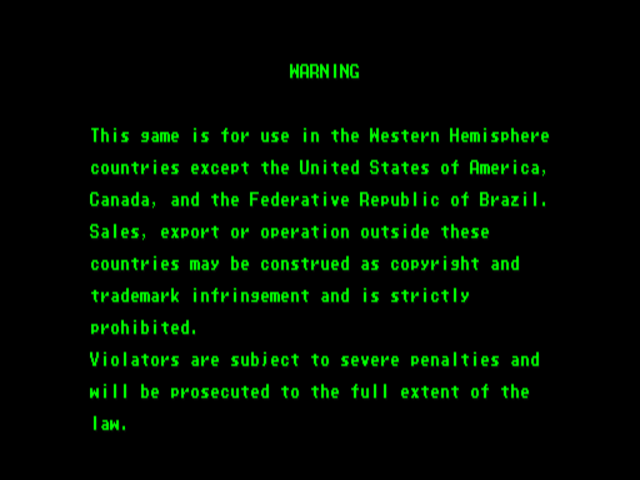 WARNING
This game is for use in the Western Hemisphere
countries except the United States of America,
Canada, and the Federative Republic of Brazil.
Sales, export or operation outside these
countries may be construed as copyright and
trademark infringement and is strictly
prohibited.
Violators are subject to severe penalties and
will be prosecuted to the full extent of the
law.